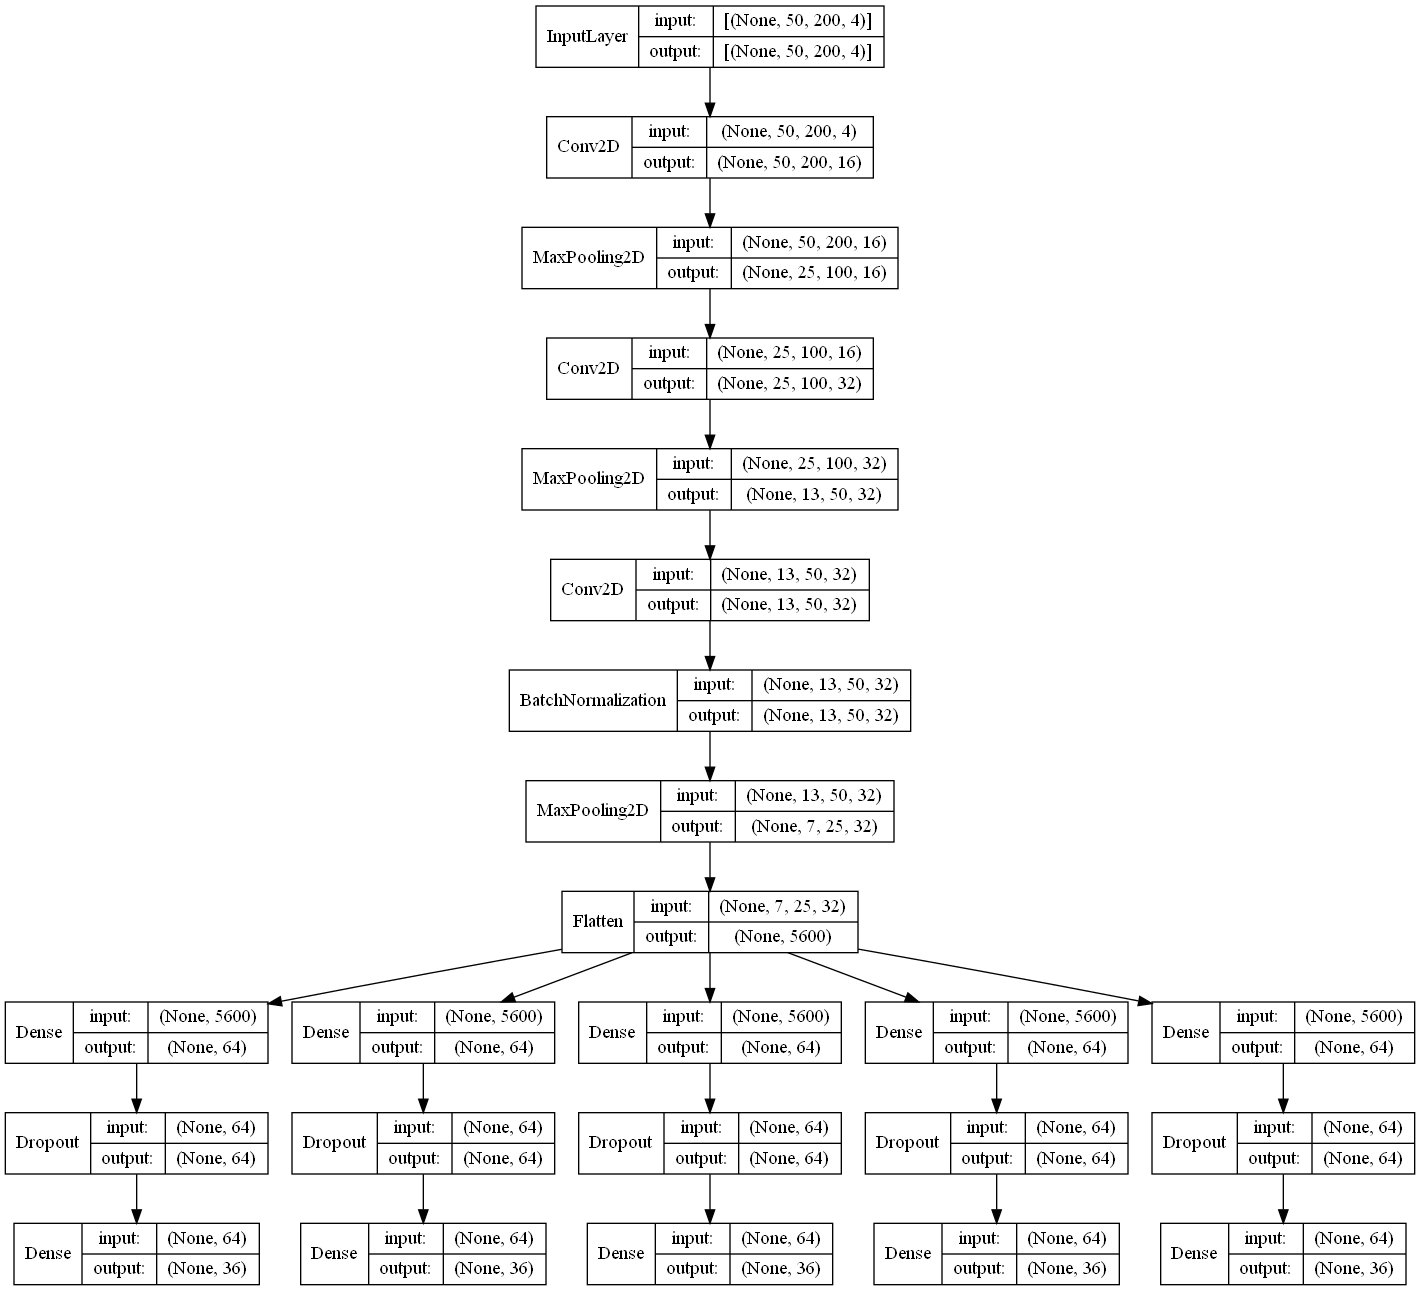 InputLayer input: [(None, 50, 200, 4)]
output: [(None, 50, 200, 4)]
Conv2D input: (None, 50, 200, 4)
output: (None, 50, 200, 16)
MaxPooling2D input: (None, 50, 200, 16)
output: (None, 25, 100, 16)
Conv2D input: (None, 25, 100, 16)
output: (None, 25, 100, 32)
MaxPooling2D input: (None, 25, 100, 32)
output: (None, 13, 50, 32)
Conv2D input: (None, 13, 50, 32)
output: (None, 13, 50, 32)
BatchNormalization input: (None, 13, 50, 32)
output: (None, 13, 50, 32)
MaxPooling2D input: (None, 13, 50, 32)
output: (None, 7, 25, 32)
Flatten input: (None, 7, 25, 32)
output: (None, 5600)
Dense input: (None, 5600) Dense input: (None, 5600) Dense input: (None, 5600) Dense input: (None, 5600) Dense input: (None, 5600)
output: (None, 64) output: (None, 64) output: (None, 64) output: (None, 64) output: (None, 64)
Dropout input: (None, 64) Dropout input: (None, 64) Dropout input: (None, 64) Dropout input: (None, 64) Dropout input: (None, 64)
output: (None, 64) output: (None, 64) output: (None, 64) output: (None, 64) output: (None, 64)
Dense input: (None, 64) Dense input: (None, 64) Dense input: (None, 64) Dense input: (None, 64) Dense input: (None, 64)
output: (None, 36) output: (None, 36) output: (None, 36) output: (None, 36) output: (None, 36)